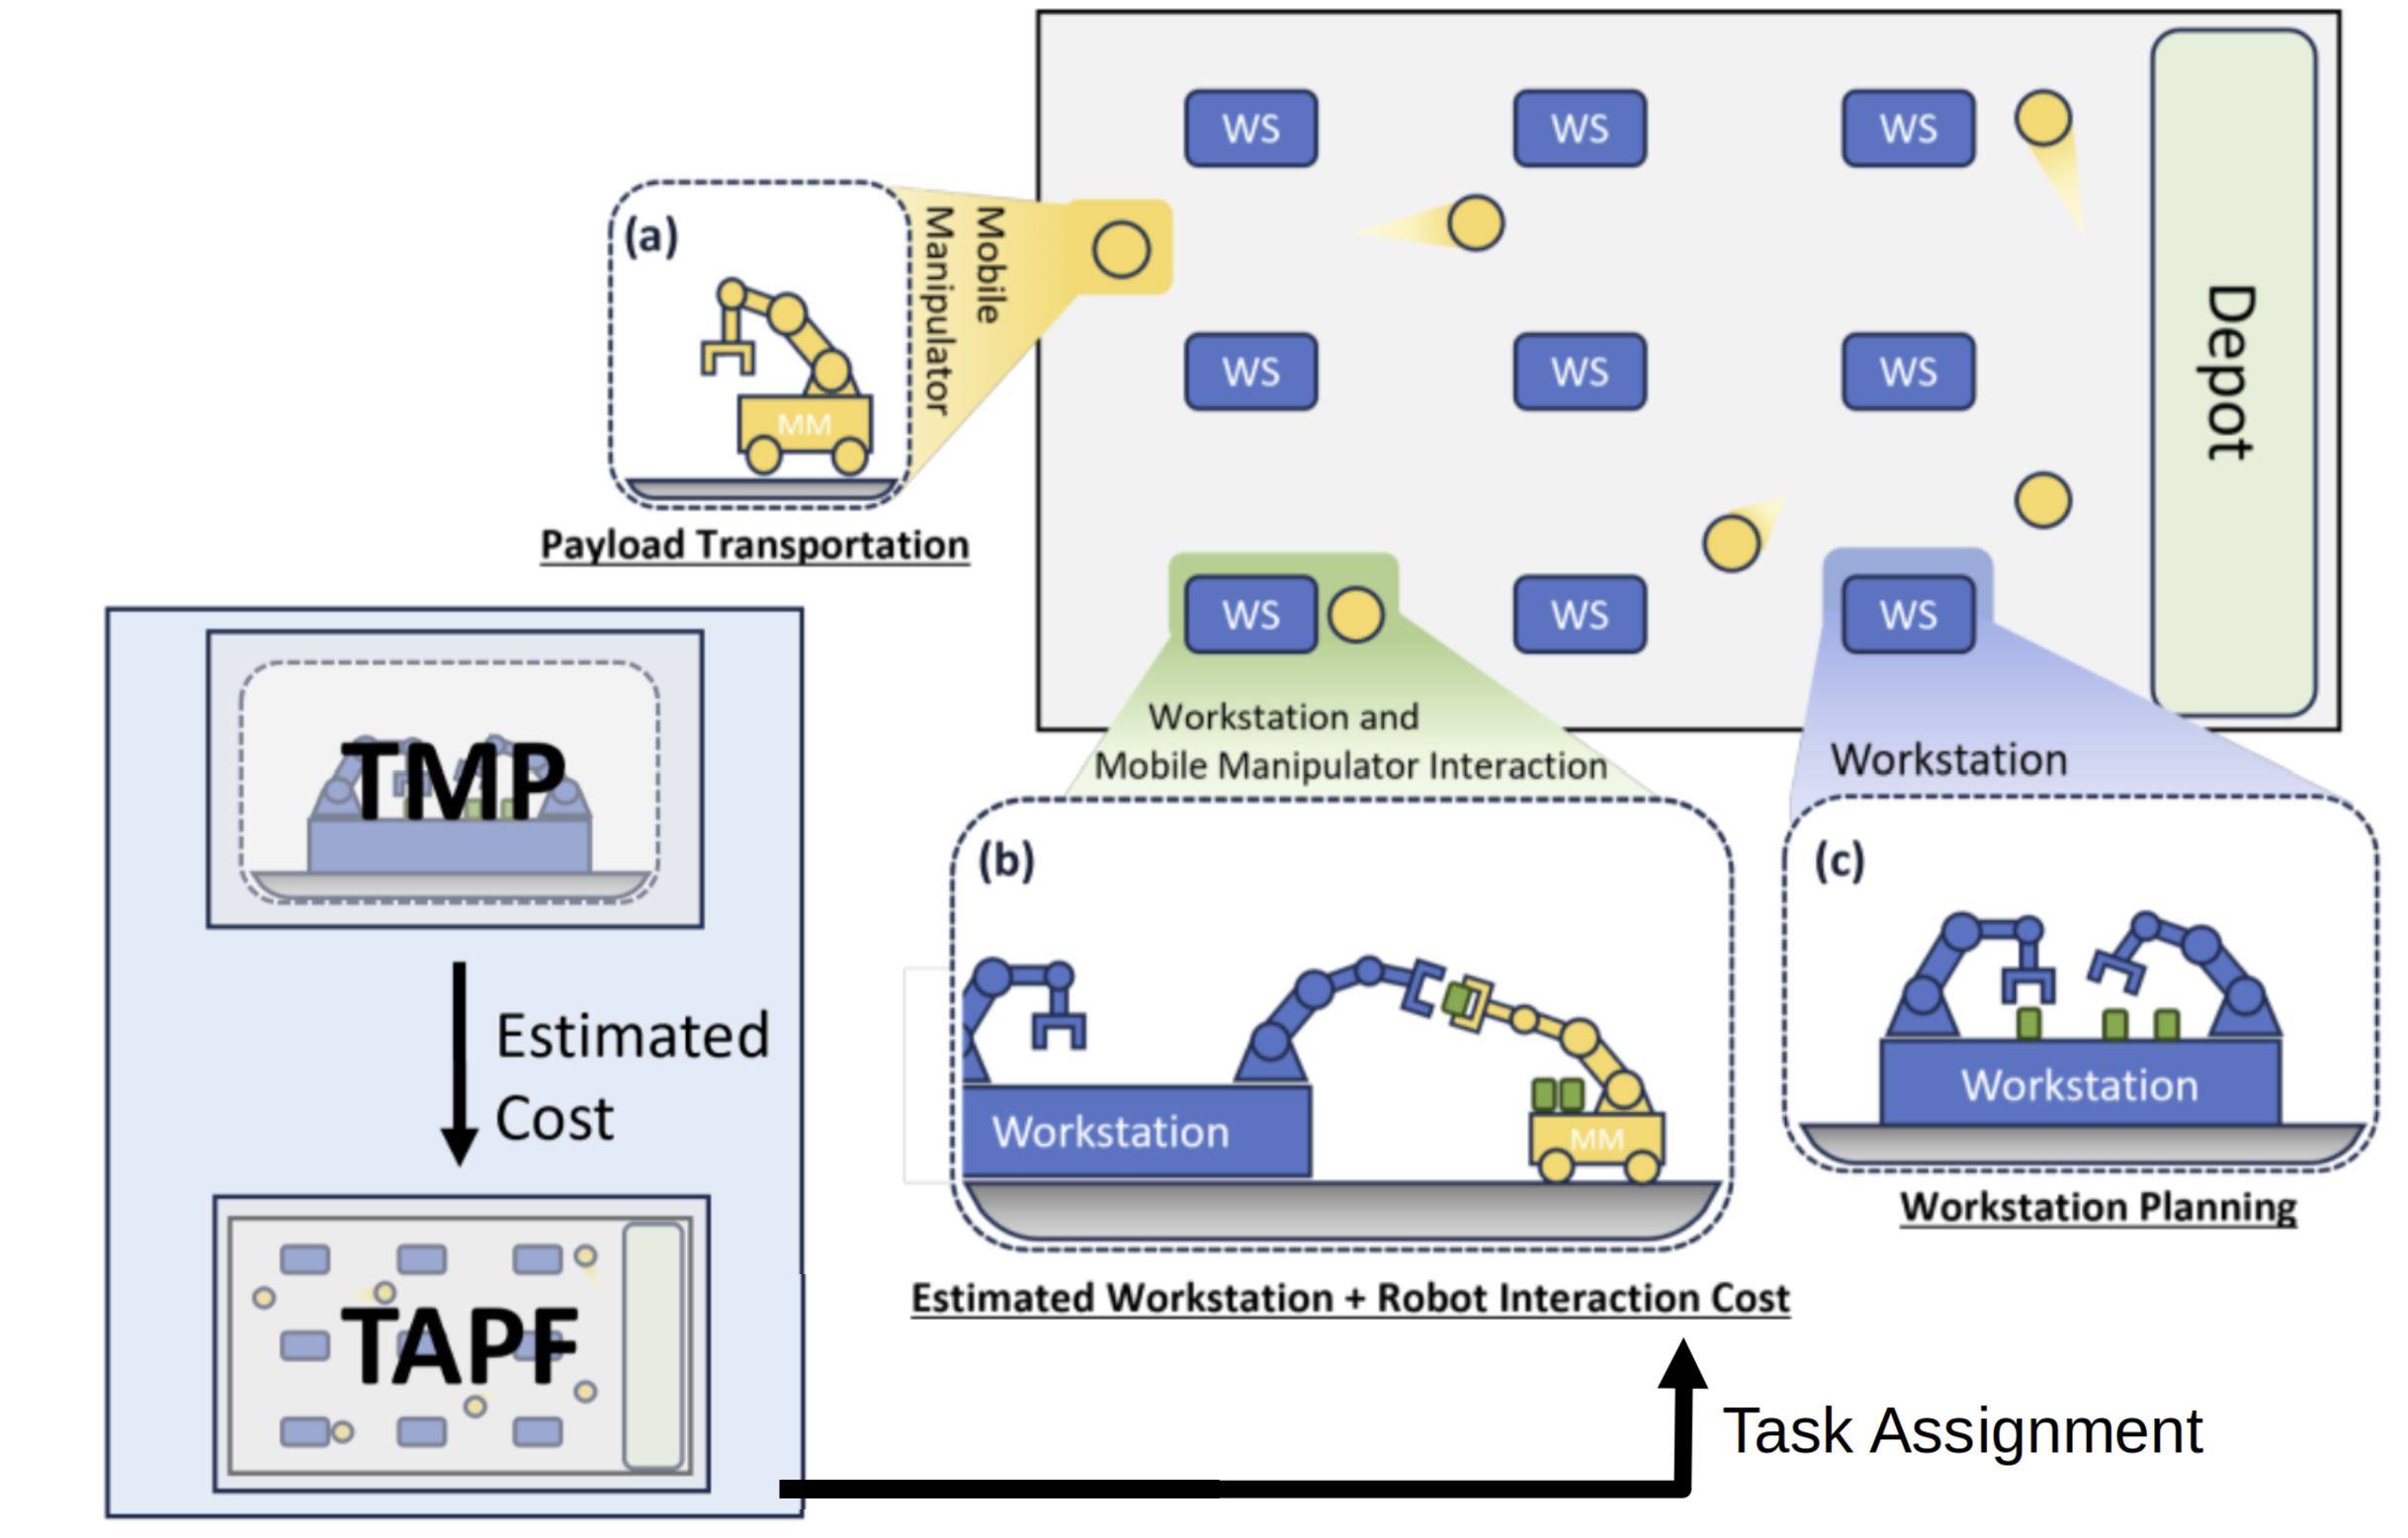 WS
WS
WS
(a)
Mobile
Manipulator
MM
Payload Transportation
Depot
WS
WS
WS
WS
WS
WS
Workstation and
Mobile Manipulator Interaction
Workstation
TMP
Estimated
Cost
TAPF
(b)
Workstation
MM
Estimated Workstation + Robot Interaction Cost
(c)
Workstation
Workstation Planning
Task Assignment